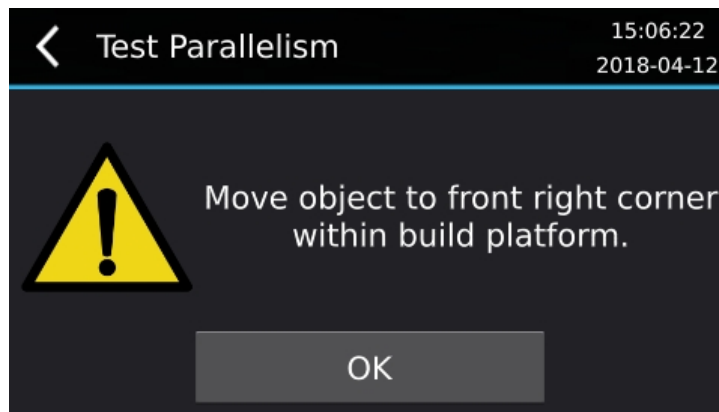 Test Parallelism
15:06:22
2018-04-12
Move object to front right corner
within build platform.
OK